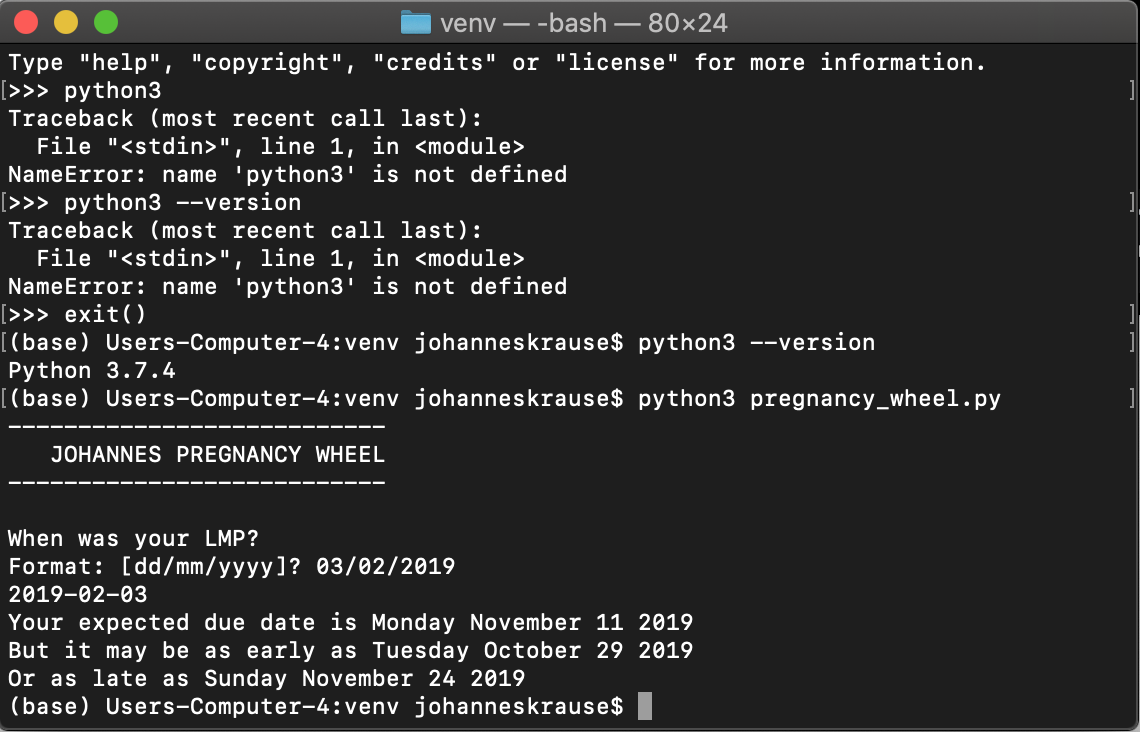 venv — -bash — 80×24
Type "help", "copyright", "credits" or "license" for more information.
[>>> python3 ]
Traceback (most recent call last):
  File "<stdin>", line 1, in <module>
NameError: name 'python3' is not defined
[>>> python3 --version ]
Traceback (most recent call last):
  File "<stdin>", line 1, in <module>
NameError: name 'python3' is not defined
[>>> exit() ]
[(base) Users-Computer-4:venv johanneskrause$ python3 --version ]
Python 3.7.4
[(base) Users-Computer-4:venv johanneskrause$ python3 pregnancy_wheel.py ]
---------------------------
   JOHANNES PREGNANCY WHEEL
---------------------------
When was your LMP?
Format: [dd/mm/yyyy]? 03/02/2019
2019-02-03
Your expected due date is Monday November 11 2019
But it may be as early as Tuesday October 29 2019
Or as late as Sunday November 24 2019
(base) Users-Computer-4:venv johanneskrause$